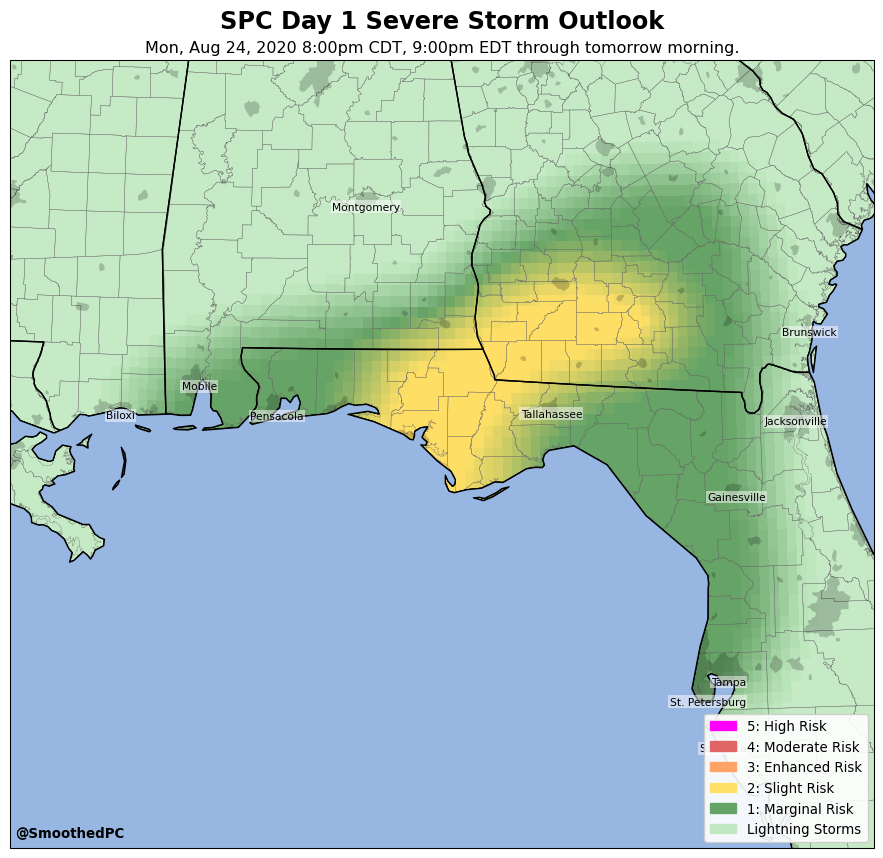 SPC Day 1 Severe Storm Outlook
Mon, Aug 24, 2020 8:00pm CDT, 9:00pm EDT through tomorrow morning.
Montgomery
Brunswick
Mobile
Biloxi
Pensacola
Tallahassee
Jacksonville
Gainesville
Tampa
St. Petersburg
5: High Risk
4: Moderate Risk
3: Enhanced Risk
2: Slight Risk
1: Marginal Risk
Lightning Storms
@SmoothedPC